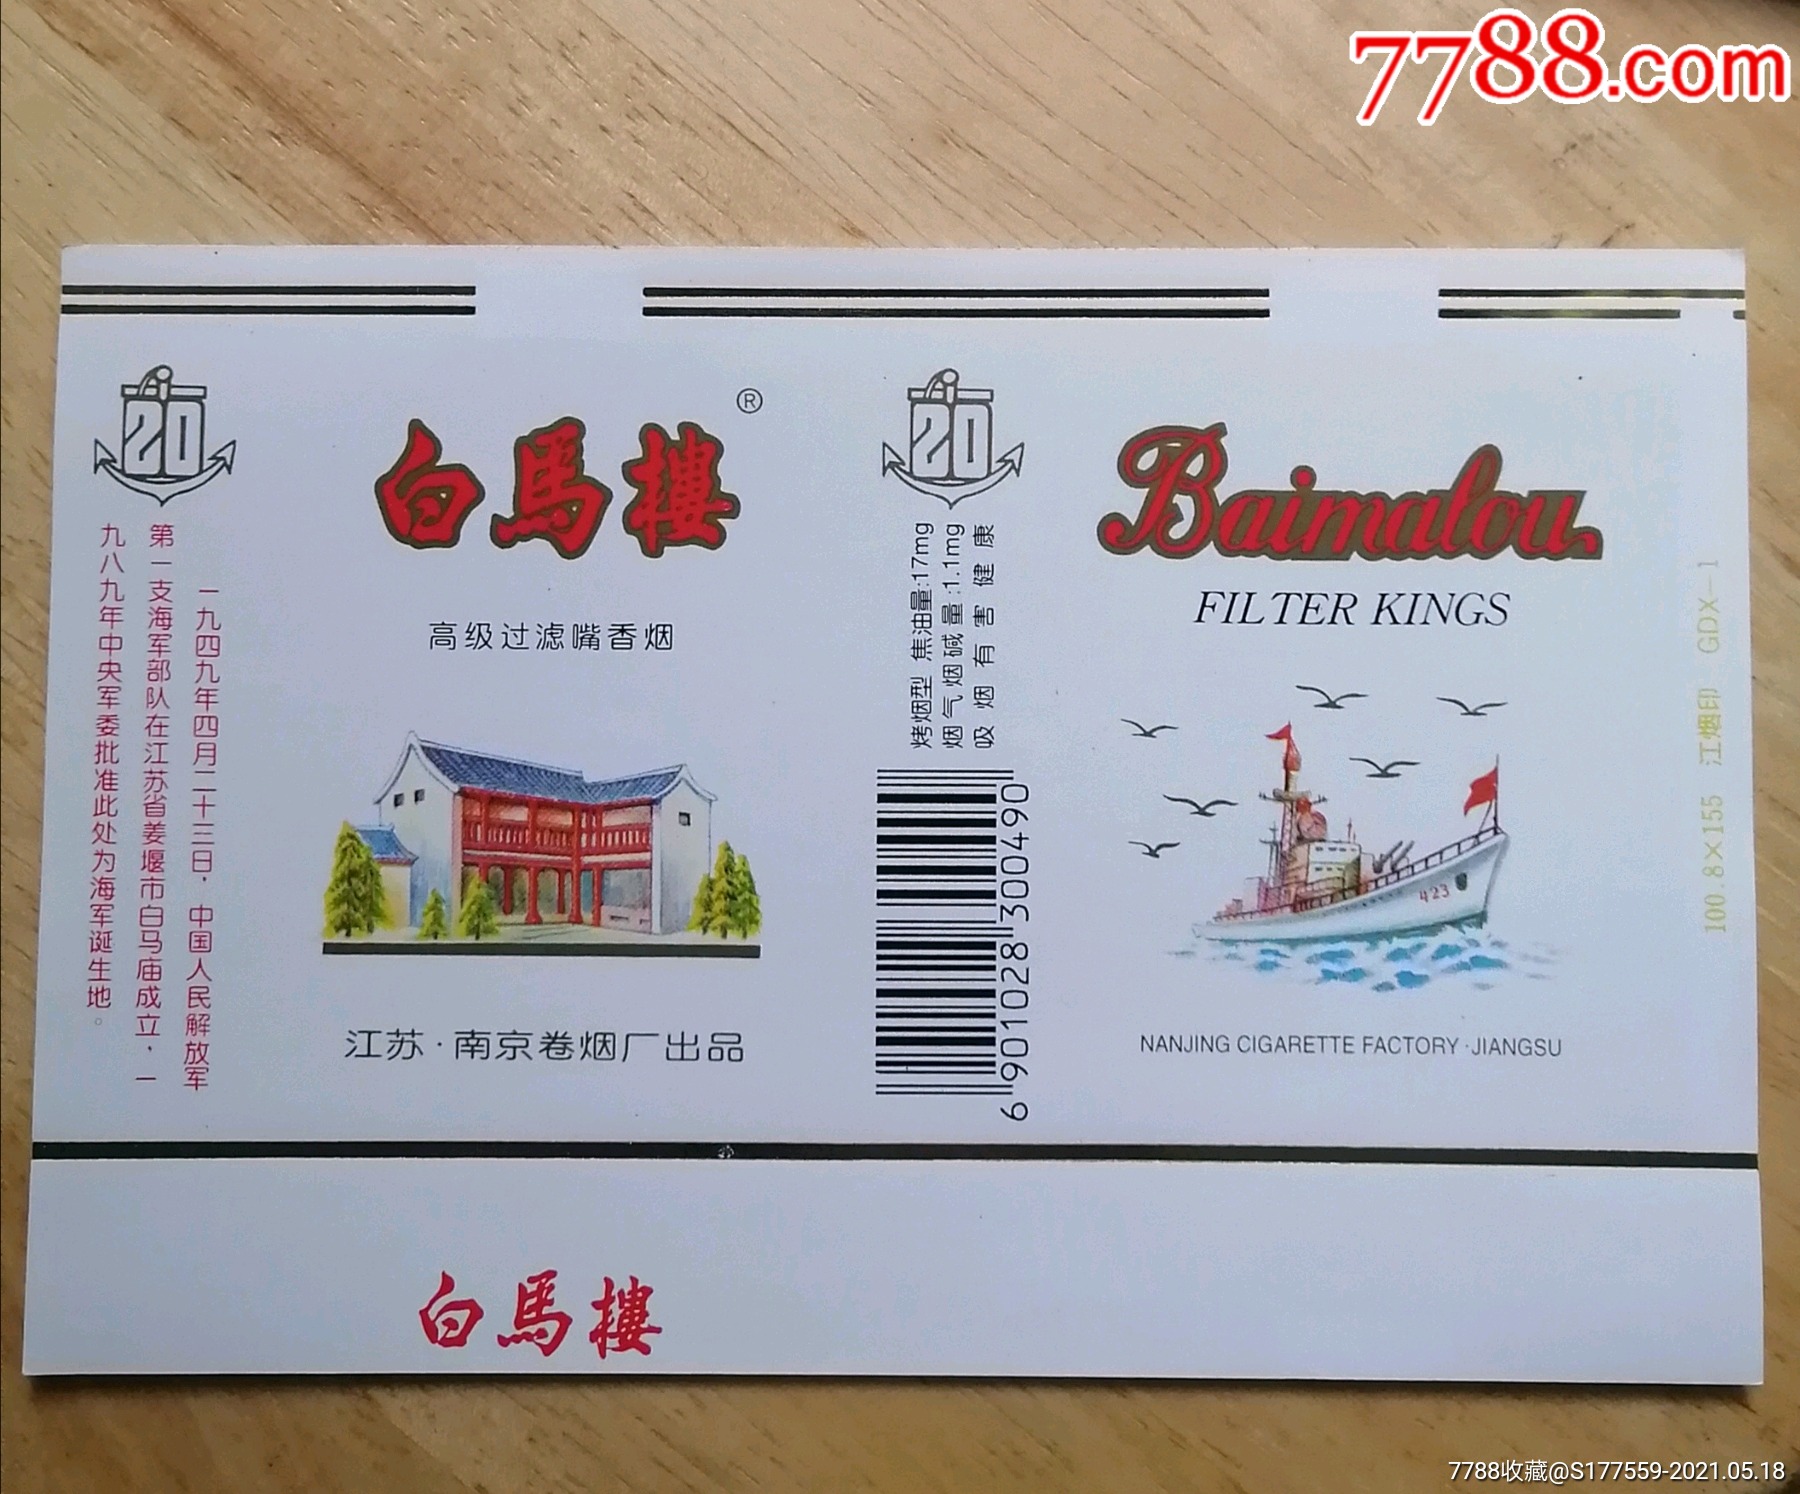 7788.com
20
一九四九年四月二十三日，中国人民解放军
第一支海军部队在江苏省姜堰市白马庙成立，一
九八九年中央军委批准此处为海军诞生地。
®
白馬樓
高级过滤嘴香烟
江苏·南京卷烟厂出品
20
烤烟型 焦油量:17mg
烟气烟碱量:1.1mg
吸烟有害健康
6 901028 300490
Baimalou
FILTER KINGS
423
NANJING CIGARETTE FACTORY·JIANGSU
100.8×155 江烟印 GDX-1
白馬樓
7788收藏@S177559-2021.05.18